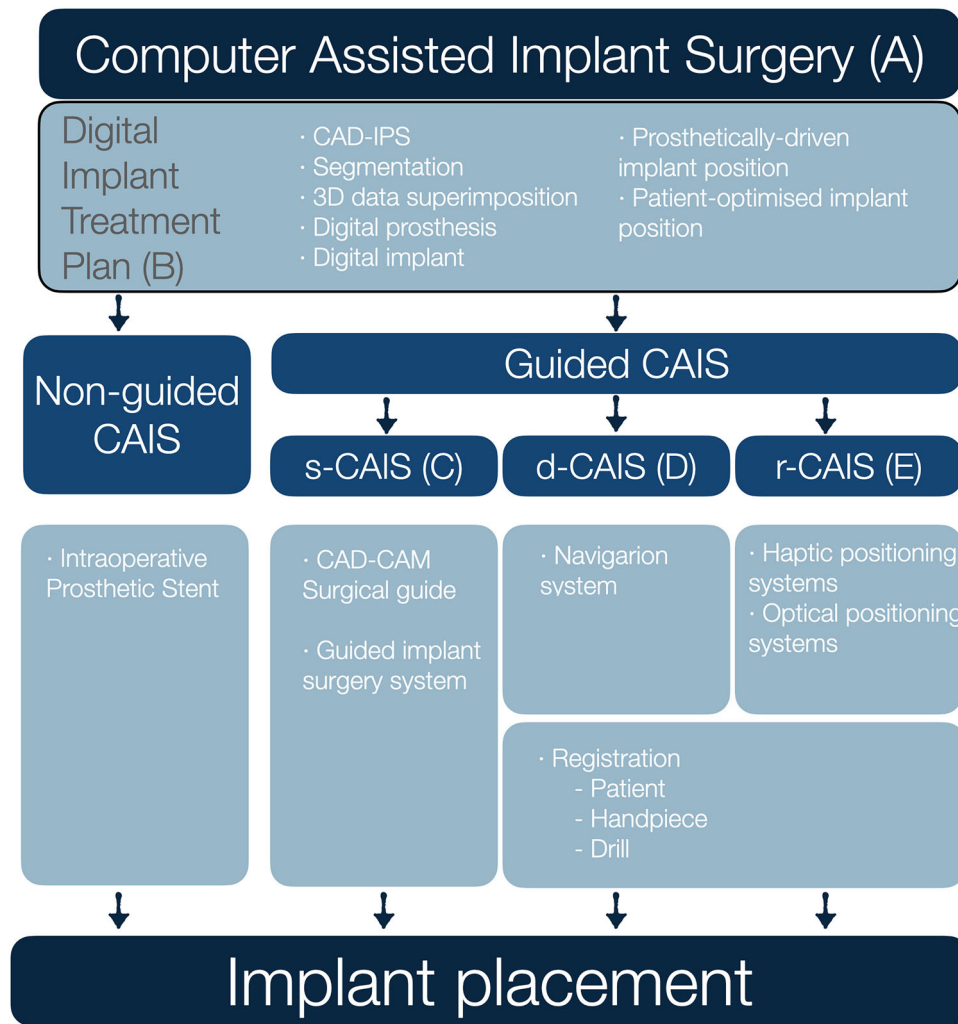 Computer Assisted Implant Surgery (A)
Digital
Implant
Treatment
Plan (B)
· CAD-IPS
· Segmentation
· 3D data superimposition
· Digital prosthesis
· Digital implant
· Prosthetically-driven
implant position
· Patient-optimised implant
position
Non-guided
CAIS
Guided CAIS
s-CAIS (C)
d-CAIS (D)
r-CAIS (E)
· Intraoperative
Prosthetic Stent
· CAD-CAM
Surgical guide
· Guided implant
surgery system
· Navigarion
system
· Haptic positioning
systems
· Optical positioning
systems
· Registration
- Patient
- Handpiece
- Drill
Implant placement